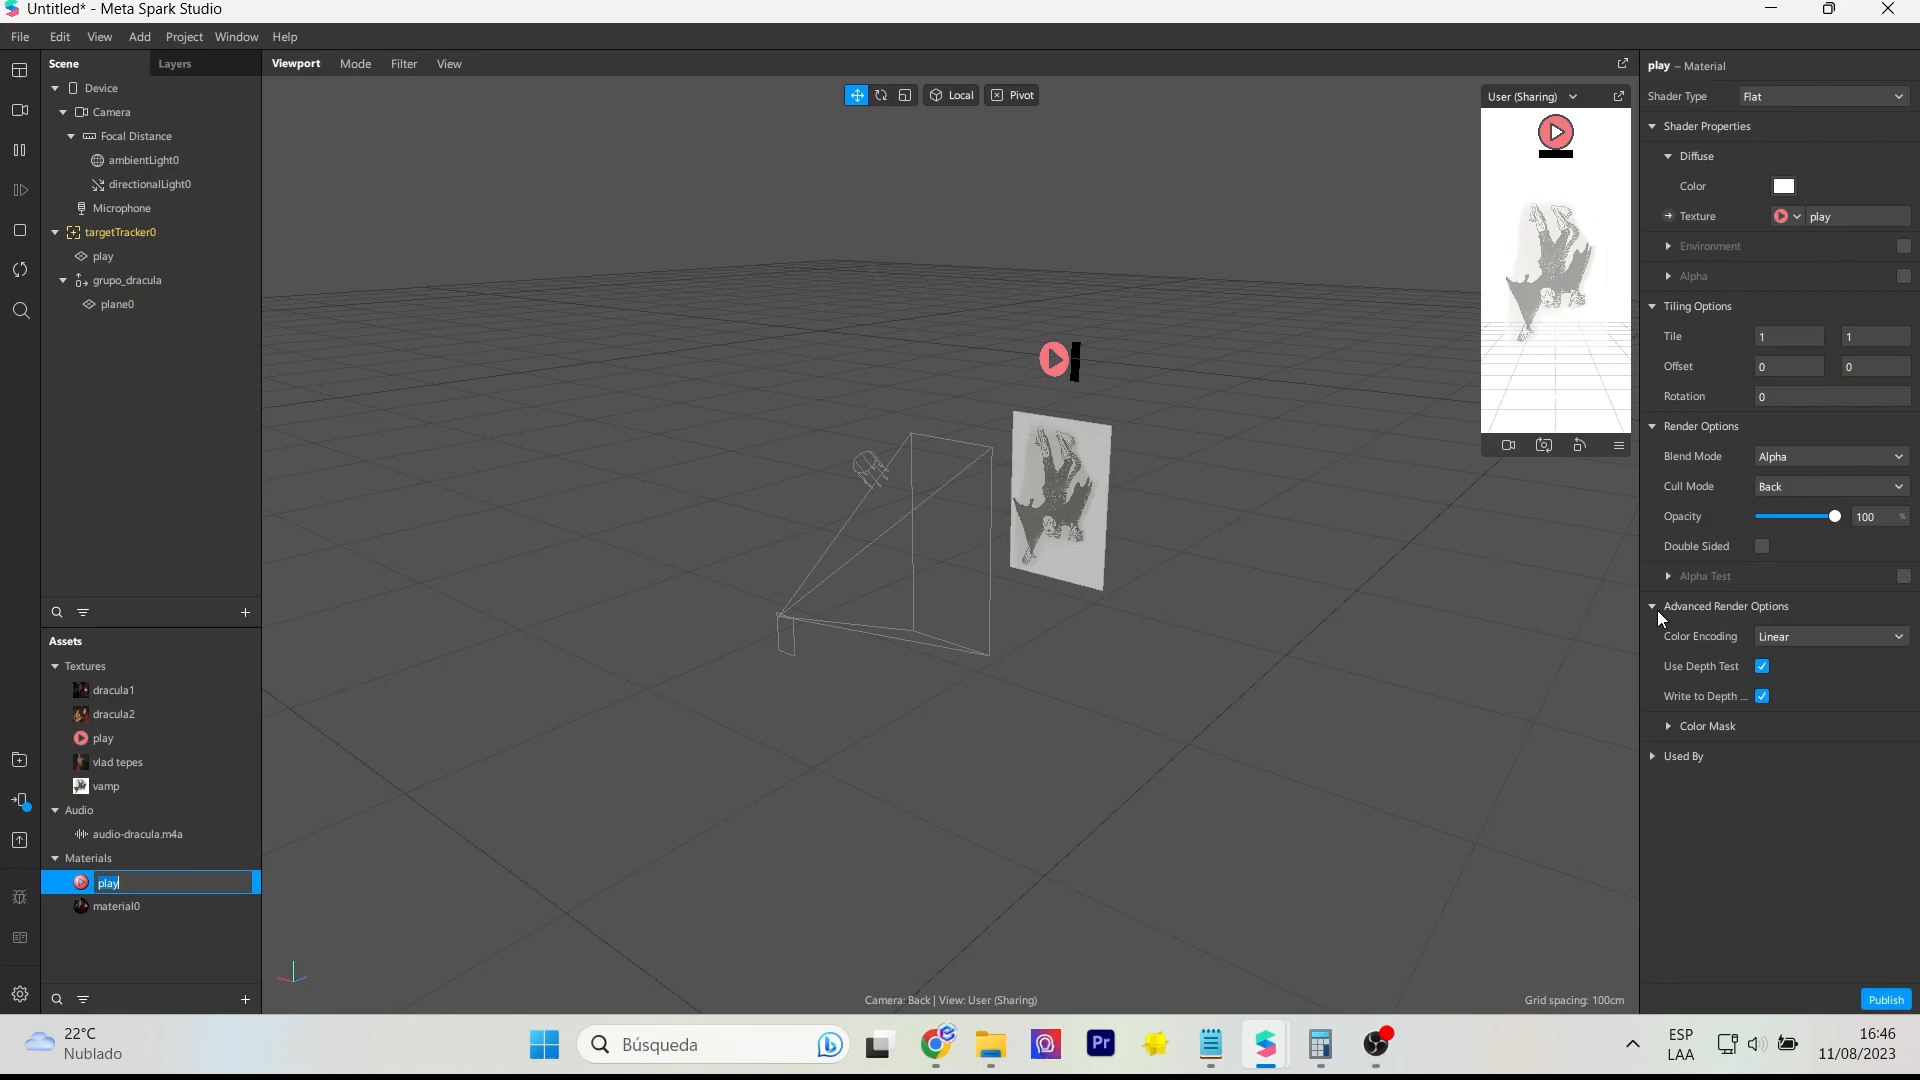 Untitled* - Meta Spark Studio
File Edit View Add Project Window Help
Scene Layers
Device
Camera
Focal Distance
ambientLight0
directionalLight0
Microphone
targetTracker0
play
grupo_dracula
plane0
Assets
Textures
dracula1
dracula2
play
vlad tepes
vamp
Audio
audio-dracula.m4a
Materials
play
material0
Viewport Mode Filter View
Local Pivot
User (Sharing)
Camera: Back | View: User (Sharing)
Grid spacing: 100cm
play – Material
Shader Type Flat
Shader Properties
Diffuse
Color
Texture play
Environment
Alpha
Tiling Options
Tile 1 1
Offset 0 0
Rotation 0
Render Options
Blend Mode Alpha
Cull Mode Back
Opacity 100 %
Double Sided
Alpha Test
Advanced Render Options
Color Encoding Linear
Use Depth Test
Write to Depth ...
Color Mask
Used By
Publish
22°C
Nublado
Búsqueda
Pr
ESP
LAA
16:46
11/08/2023